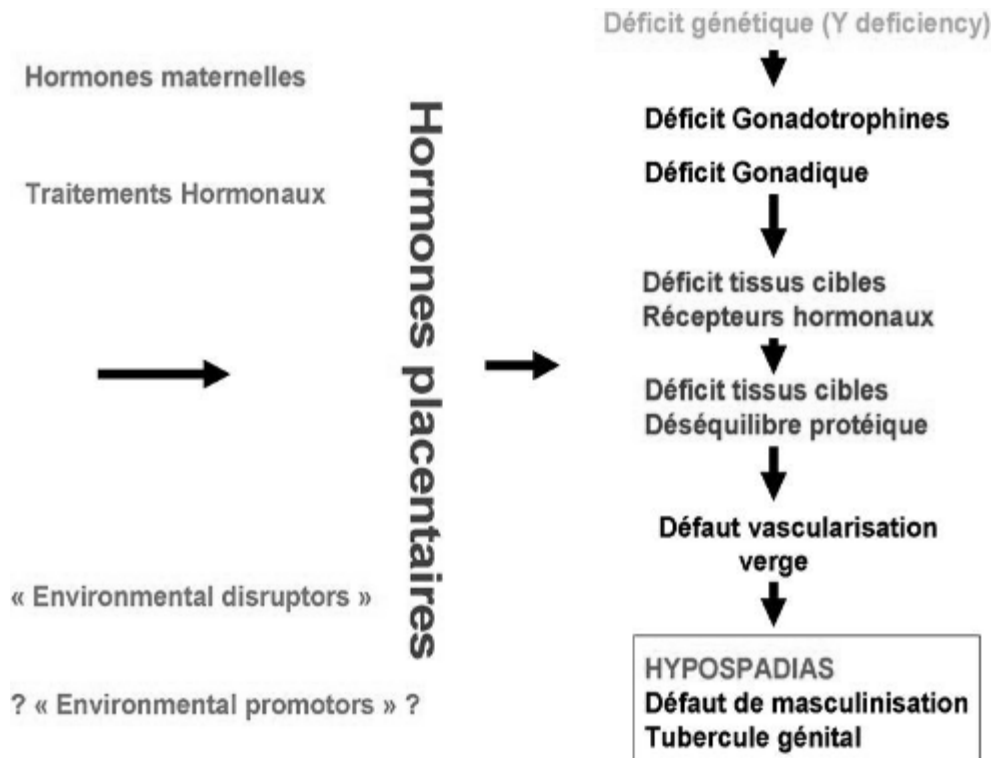 Hormones maternelles
Traitements Hormonaux
« Environmental disruptors »
? « Environmental promotors » ?
Hormones placentaires
Déficit génétique (Y deficiency)
Déficit Gonadotrophines
Déficit Gonadique
Déficit tissus cibles
Récepteurs hormonaux
Déficit tissus cibles
Déséquilibre protéique
Défaut vascularisation
verge
HYPOSPADIAS
Défaut de masculinisation
Tubercule génital